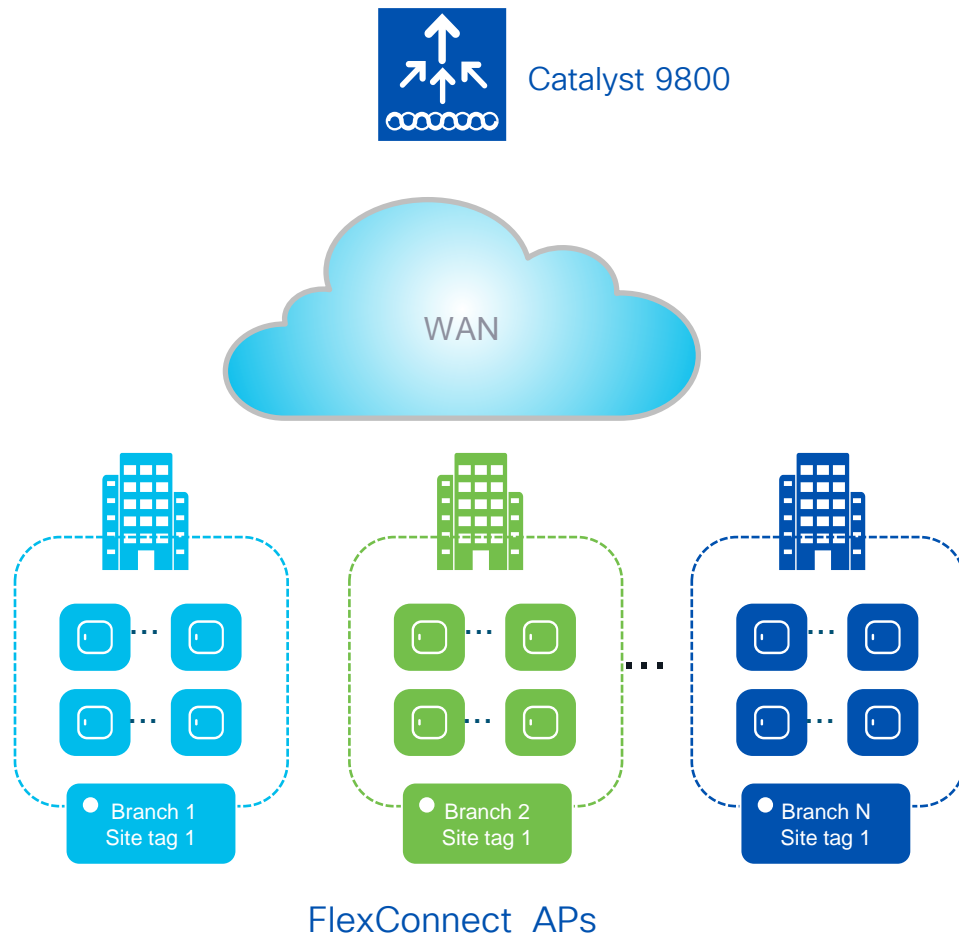 Catalyst 9800
WAN
Branch 1
Site tag 1
Branch 2
Site tag 1
Branch N
Site tag 1
FlexConnect APs